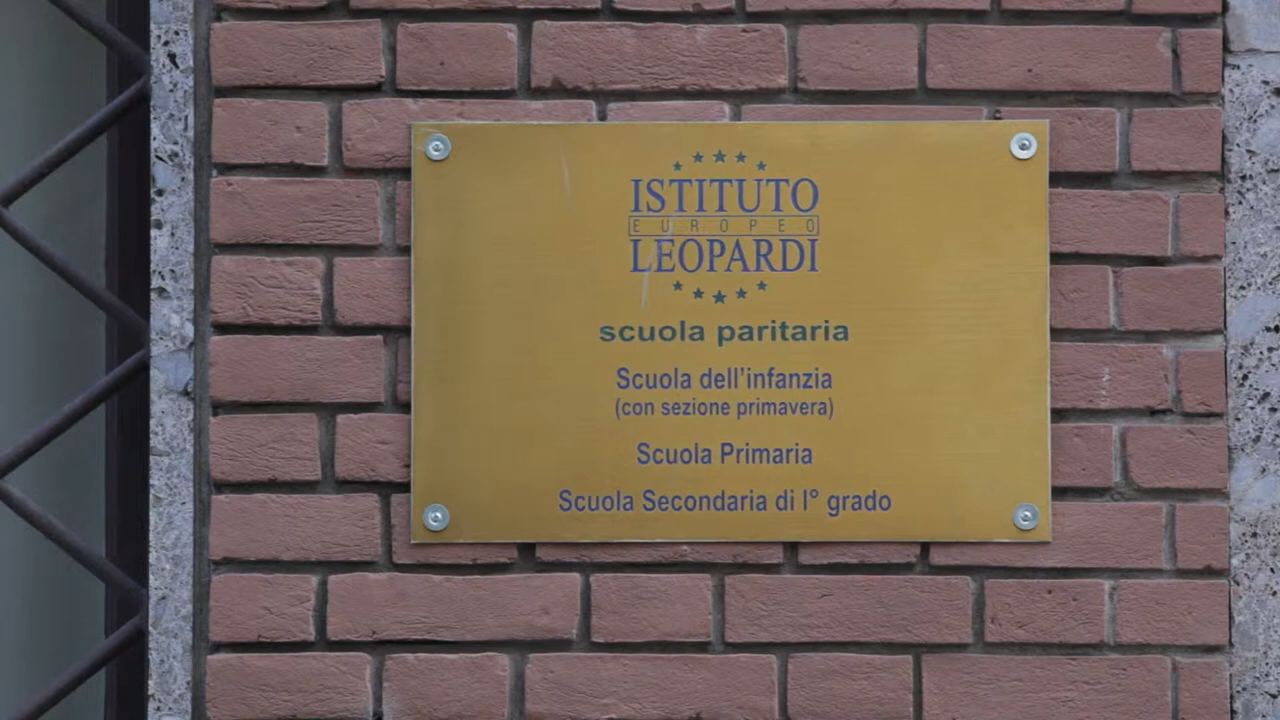 ISTITUTO
EUROPEO
LEOPARDI
scuola paritaria
Scuola dell'infanzia
(con sezione primavera)
Scuola Primaria
Scuola Secondaria di I° grado